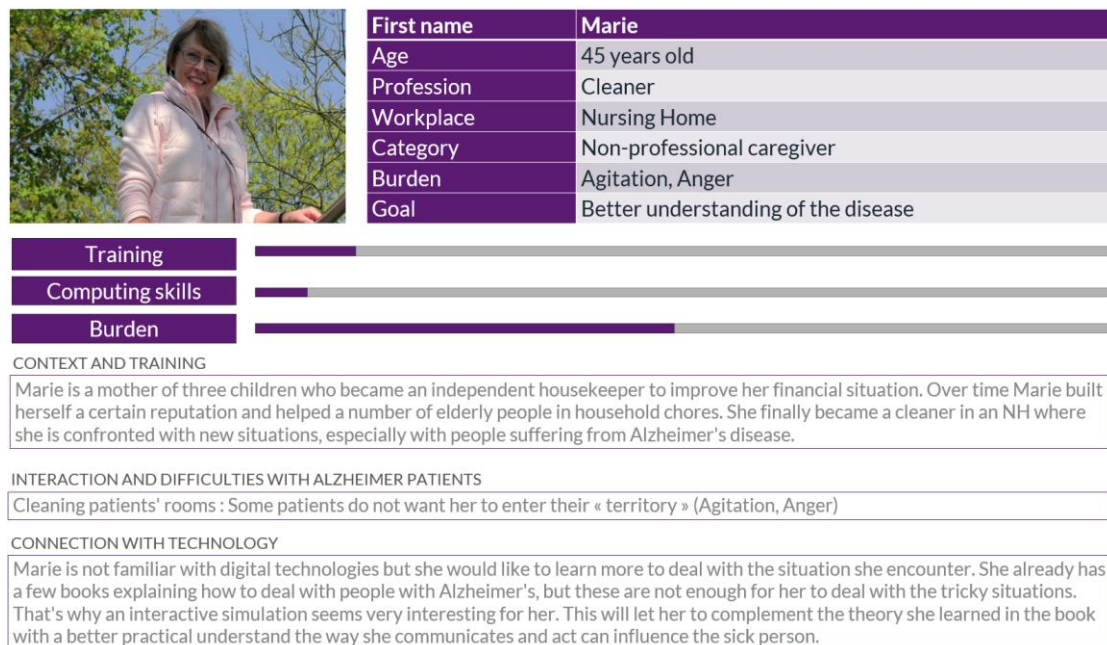 First name Marie
Age 45 years old
Profession Cleaner
Workplace Nursing Home
Category Non-professional caregiver
Burden Agitation, Anger
Goal Better understanding of the disease
Training
Computing skills
Burden
CONTEXT AND TRAINING
Marie is a mother of three children who became an independent housekeeper to improve her financial situation. Over time Marie built
herself a certain reputation and helped a number of elderly people in household chores. She finally became a cleaner in an NH where
she is confronted with new situations, especially with people suffering from Alzheimer's disease.
INTERACTION AND DIFFICULTIES WITH ALZHEIMER PATIENTS
Cleaning patients' rooms : Some patients do not want her to enter their « territory » (Agitation, Anger)
CONNECTION WITH TECHNOLOGY
Marie is not familiar with digital technologies but she would like to learn more to deal with the situation she encounter. She already has
a few books explaining how to deal with people with Alzheimer's, but these are not enough for her to deal with the tricky situations.
That's why an interactive simulation seems very interesting for her. This will let her to complement the theory she learned in the book
with a better practical understand the way she communicates and act can influence the sick person.